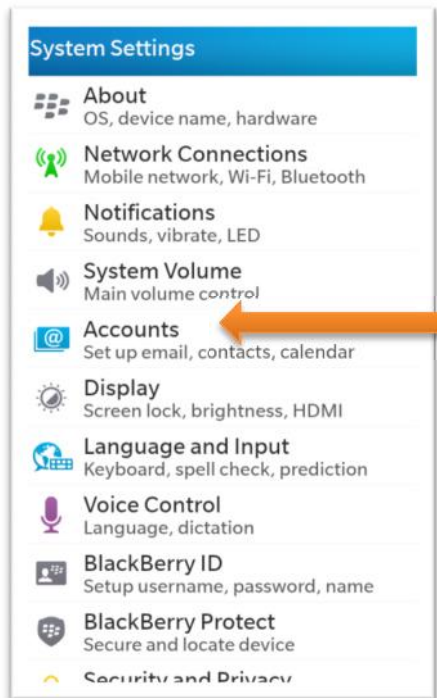 System Settings
About
OS, device name, hardware
Network Connections
Mobile network, Wi-Fi, Bluetooth
Notifications
Sounds, vibrate, LED
System Volume
Main volume control
Accounts
Set up email, contacts, calendar
Display
Screen lock, brightness, HDMI
Language and Input
Keyboard, spell check, prediction
Voice Control
Language, dictation
BlackBerry ID
Setup username, password, name
BlackBerry Protect
Secure and locate device
Security and Privacy